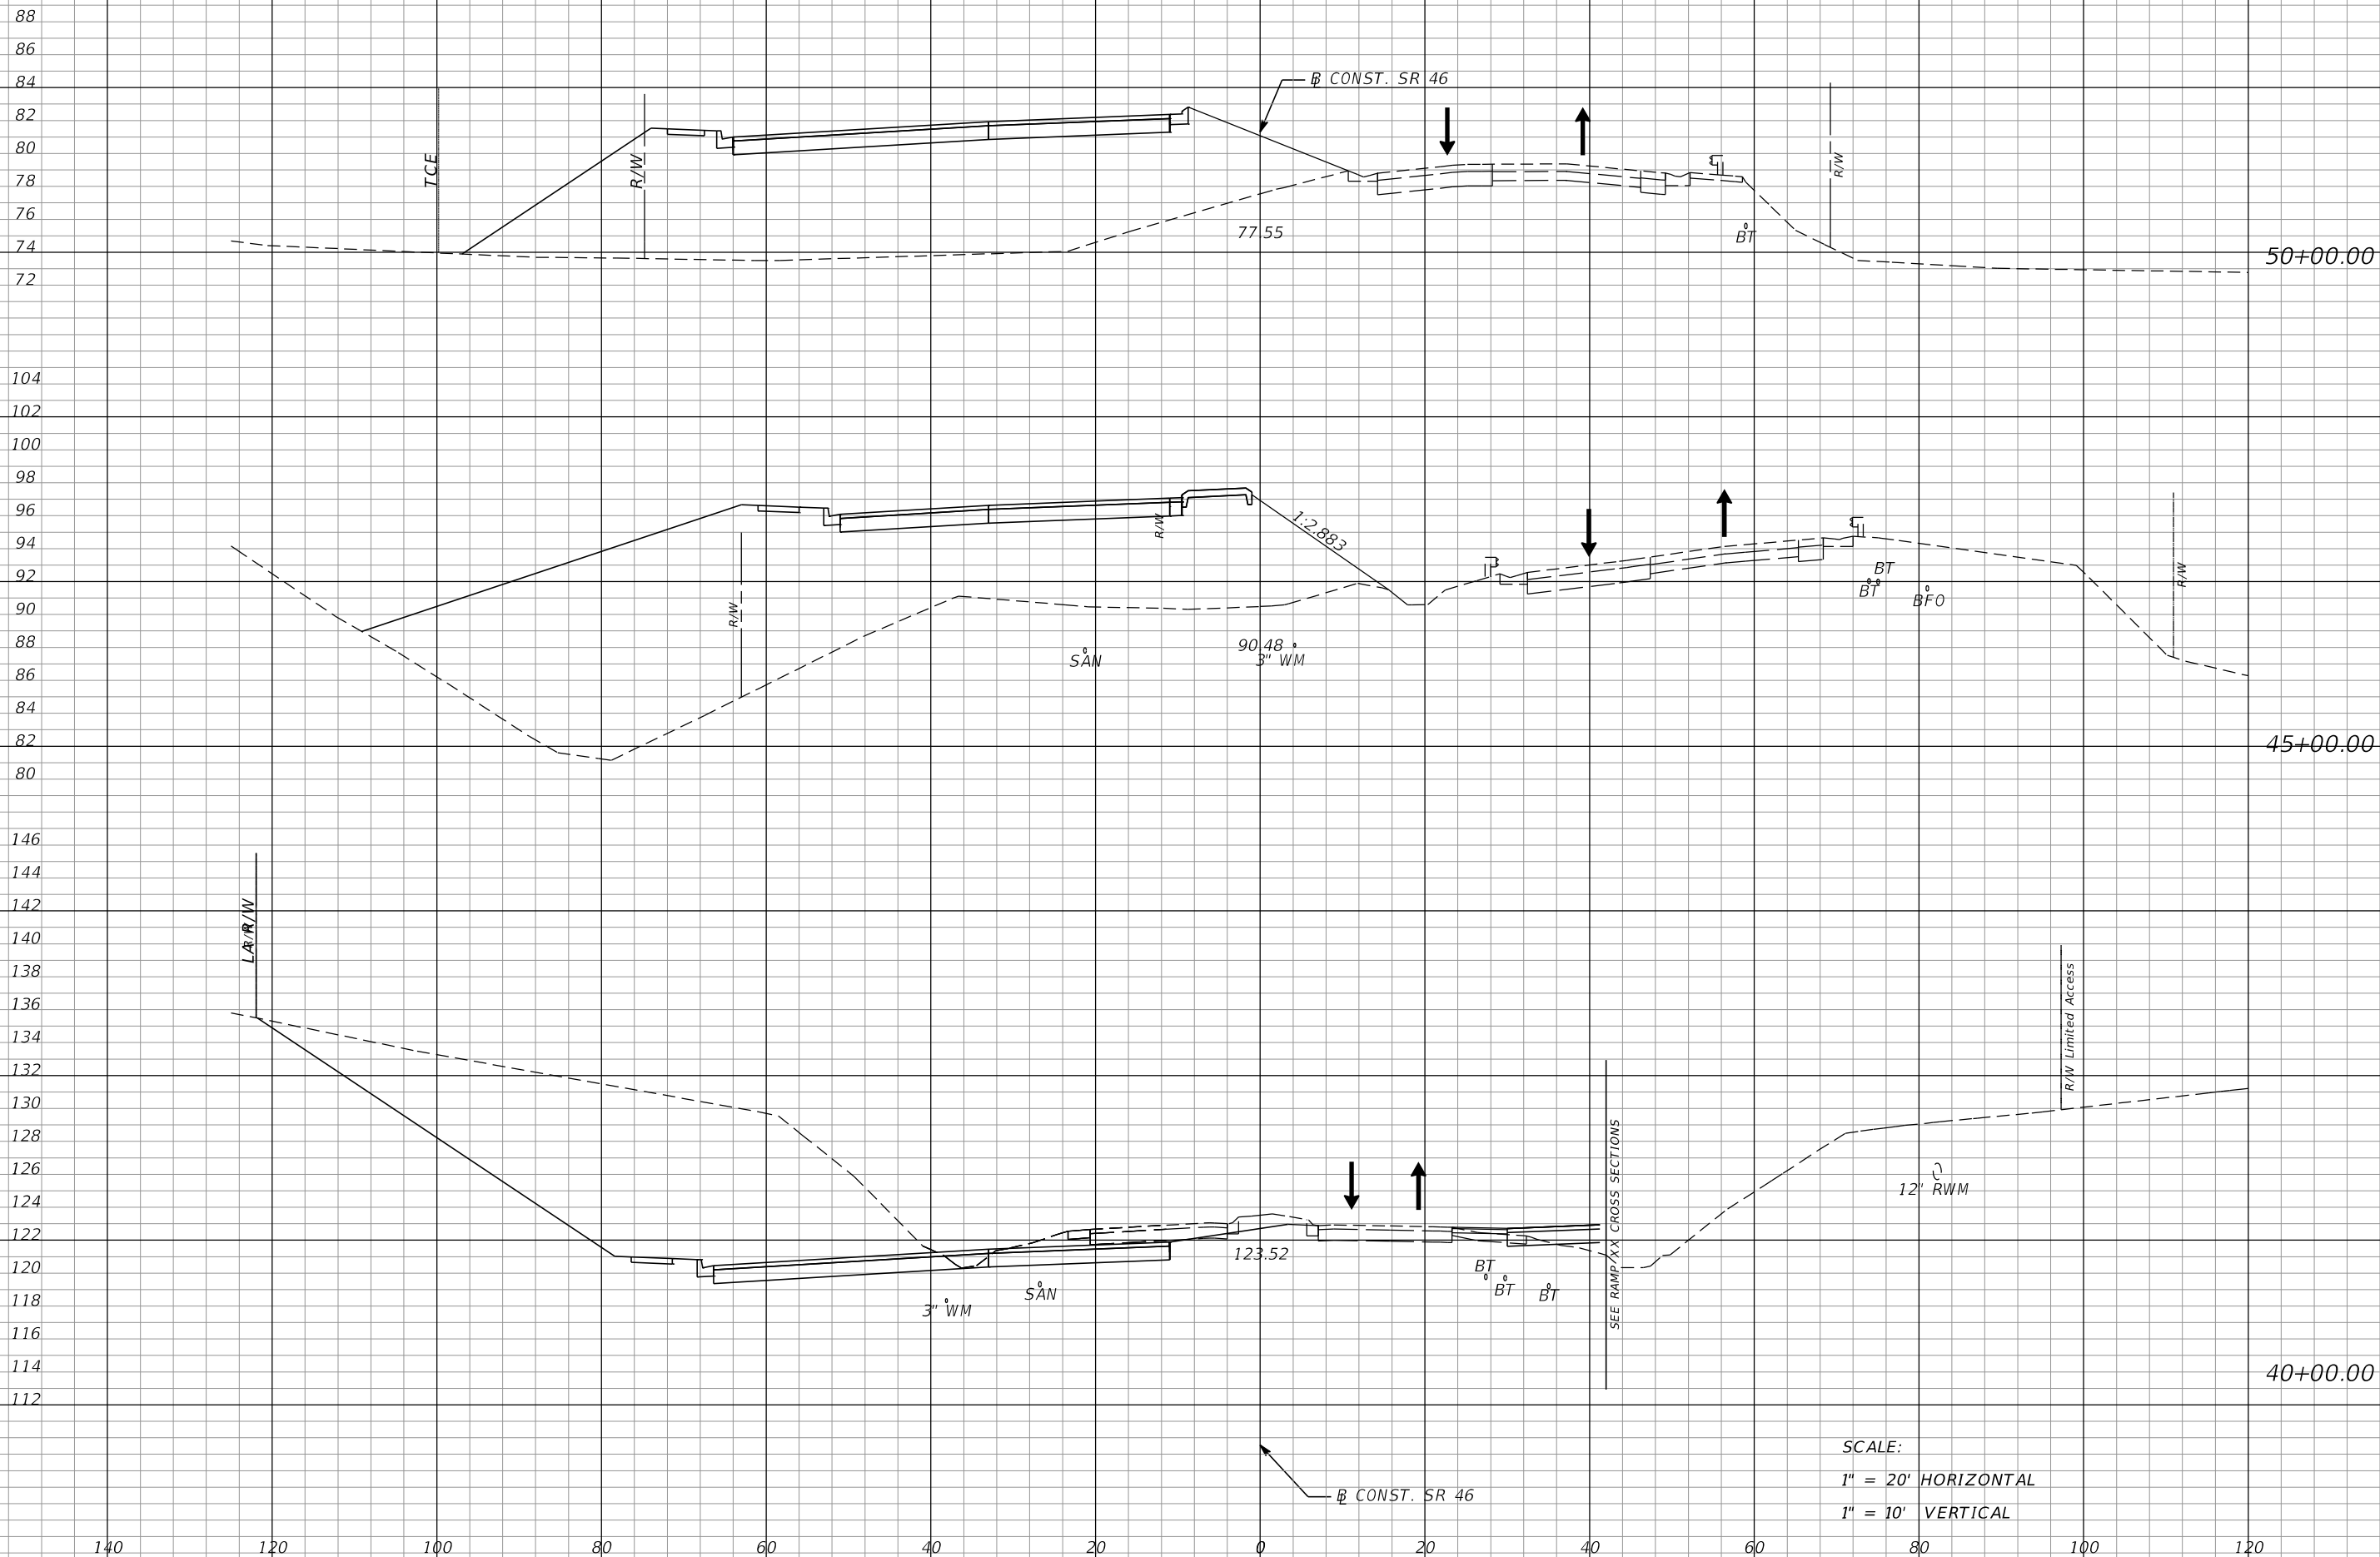 88
86
84
82
80
78
76
74
72
TCE
R/W
℄ CONST. SR 46
R/W
77.55
BT
50+00.00
104
102
100
98
96
94
92
90
88
86
84
82
80
R/W
R/W
1:2.883
SAN
90.48
3" WM
BT
BT
BFO
R/W
45+00.00
146
144
142
140
138
136
134
132
130
128
126
124
122
120
118
116
114
112
LA R/W
3" WM
SAN
123.52
BT
BT
BT
SEE RAMP/XX CROSS SECTIONS
12" RWM
R/W Limited Access
40+00.00
℄ CONST. SR 46
SCALE:
1" = 20' HORIZONTAL
1" = 10' VERTICAL
140 120 100 80 60 40 20 0 20 40 60 80 100 120